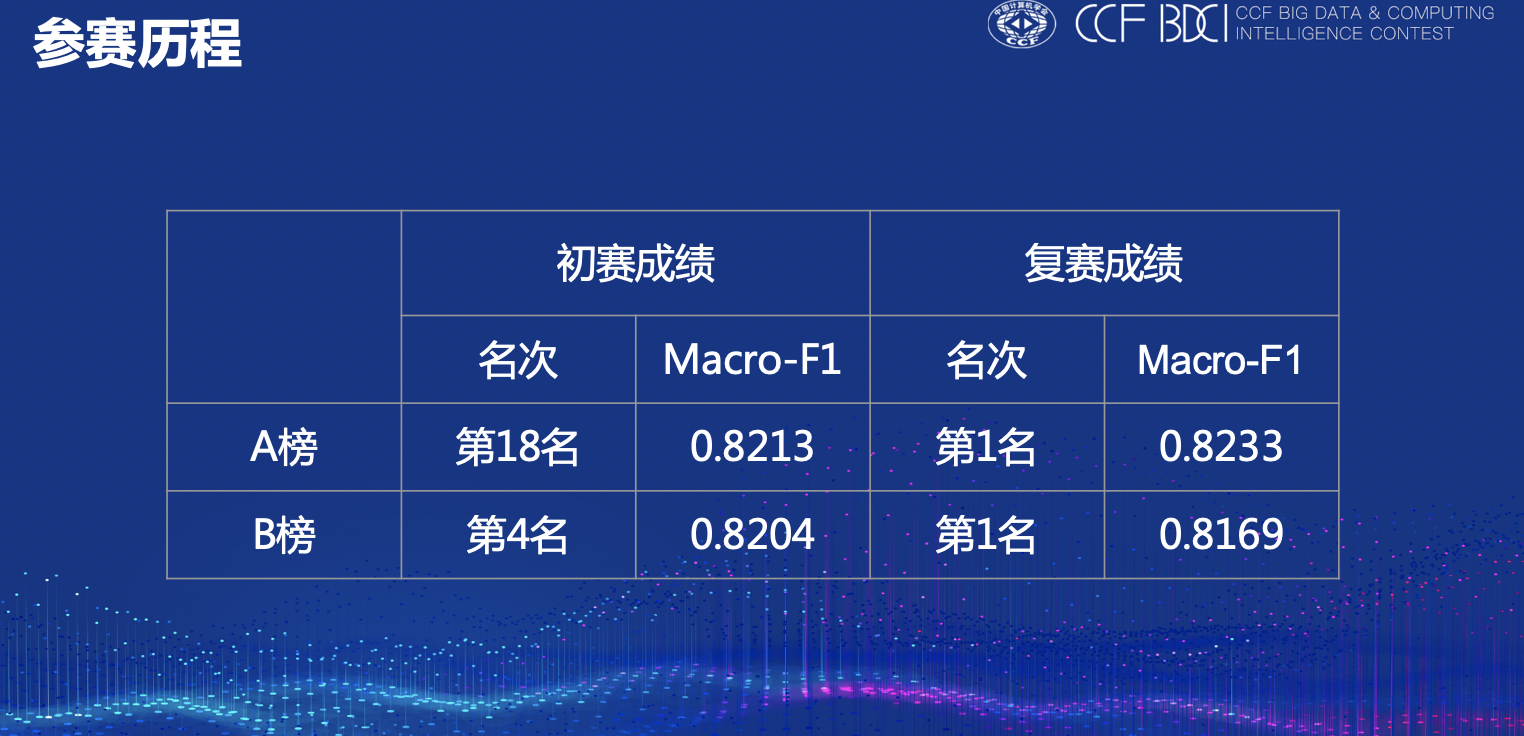 参赛历程
中国计算机学会
CCF
CCF BDCI
CCF BIG DATA & COMPUTING
INTELLIGENCE CONTEST
初赛成绩 复赛成绩
名次 Macro-F1 名次 Macro-F1
A榜 第18名 0.8213 第1名 0.8233
B榜 第4名 0.8204 第1名 0.8169